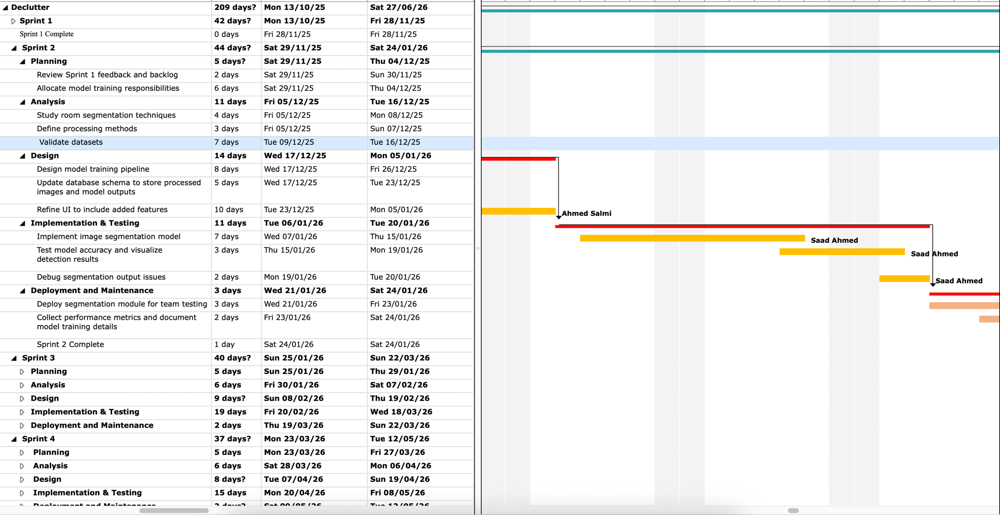 Declutter 209 days? Mon 13/10/25 Sat 27/06/26
Sprint 1 42 days? Mon 13/10/25 Fri 28/11/25
Sprint 1 Complete 0 days Fri 28/11/25 Fri 28/11/25
Sprint 2 44 days? Sat 29/11/25 Sat 24/01/26
Planning 5 days? Sat 29/11/25 Thu 04/12/25
Review Sprint 1 feedback and backlog 2 days Sat 29/11/25 Sun 30/11/25
Allocate model training responsibilities 6 days Sat 29/11/25 Thu 04/12/25
Analysis 11 days Fri 05/12/25 Tue 16/12/25
Study room segmentation techniques 4 days Fri 05/12/25 Mon 08/12/25
Define processing methods 3 days Fri 05/12/25 Sun 07/12/25
Validate datasets 7 days Tue 09/12/25 Tue 16/12/25
Design 14 days Wed 17/12/25 Mon 05/01/26
Design model training pipeline 8 days Wed 17/12/25 Fri 26/12/25
Update database schema to store processed 5 days Wed 17/12/25 Tue 23/12/25
images and model outputs
Refine UI to include added features 10 days Tue 23/12/25 Mon 05/01/26 Ahmed Salmi
Implementation & Testing 11 days Tue 06/01/26 Tue 20/01/26
Implement image segmentation model 7 days Wed 07/01/26 Thu 15/01/26 Saad Ahmed
Test model accuracy and visualize 3 days Thu 15/01/26 Mon 19/01/26 Saad Ahmed
detection results
Debug segmentation output issues 2 days Mon 19/01/26 Tue 20/01/26 Saad Ahmed
Deployment and Maintenance 3 days Wed 21/01/26 Sat 24/01/26
Deploy segmentation module for team testing 3 days Wed 21/01/26 Fri 23/01/26
Collect performance metrics and document 2 days Fri 23/01/26 Sat 24/01/26
model training details
Sprint 2 Complete 1 day Sat 24/01/26 Sat 24/01/26
Sprint 3 40 days? Sun 25/01/26 Sun 22/03/26
Planning 5 days Sun 25/01/26 Thu 29/01/26
Analysis 6 days Fri 30/01/26 Sat 07/02/26
Design 9 days? Sun 08/02/26 Thu 19/02/26
Implementation & Testing 19 days Fri 20/02/26 Wed 18/03/26
Deployment and Maintenance 2 days Thu 19/03/26 Sun 22/03/26
Sprint 4 37 days? Mon 23/03/26 Tue 12/05/26
Planning 5 days Mon 23/03/26 Fri 27/03/26
Analysis 6 days Sat 28/03/26 Mon 06/04/26
Design 8 days? Tue 07/04/26 Sun 19/04/26
Implementation & Testing 15 days Mon 20/04/26 Fri 08/05/26
Deployment and Maintenance days? Sat 09/05/26 Tue 12/05/26